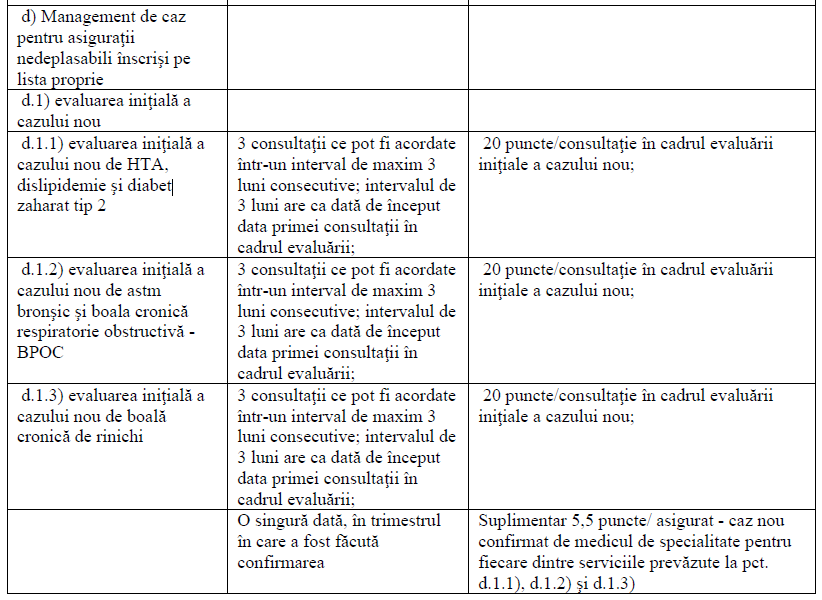 d) Management de caz
pentru asiguraţii
nedeplasabili înscrişi pe
lista proprie
d.1) evaluarea iniţială a
cazului nou
d.1.1) evaluarea iniţială a
cazului nou de HTA,
dislipidemie şi diabet
zaharat tip 2
3 consultaţii ce pot fi acordate
într-un interval de maxim 3
luni consecutive; intervalul de
3 luni are ca dată de început
data primei consultaţii în
cadrul evaluării;
20 puncte/consultaţie în cadrul evaluării
iniţiale a cazului nou;
d.1.2) evaluarea iniţială a
cazului nou de astm
bronşic şi boala cronică
respiratorie obstructivă -
BPOC
3 consultaţii ce pot fi acordate
într-un interval de maxim 3
luni consecutive; intervalul de
3 luni are ca dată de început
data primei consultaţii în
cadrul evaluării;
20 puncte/consultaţie în cadrul evaluării
iniţiale a cazului nou;
d.1.3) evaluarea iniţială a
cazului nou de boală
cronică de rinichi
3 consultaţii ce pot fi acordate
într-un interval de maxim 3
luni consecutive; intervalul de
3 luni are ca dată de început
data primei consultaţii în
cadrul evaluării;
20 puncte/consultaţie în cadrul evaluării
iniţiale a cazului nou;
O singură dată, în trimestrul
în care a fost făcută
confirmarea
Suplimentar 5,5 puncte/ asigurat - caz nou
confirmat de medicul de specialitate pentru
fiecare dintre serviciile prevăzute la pct.
d.1.1), d.1.2) şi d.1.3)